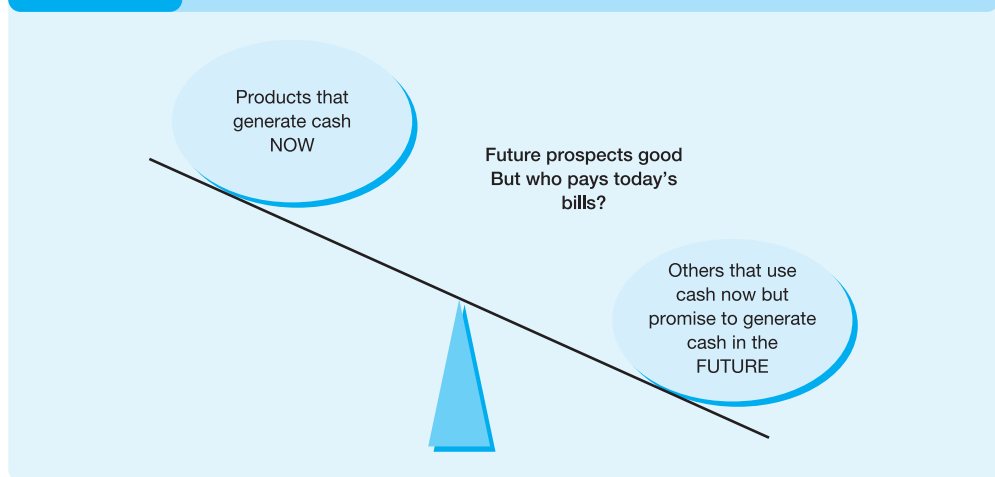 Products that
generate cash
NOW
Future prospects good
But who pays today's
bills?
Others that use
cash now but
promise to generate
cash in the
FUTURE